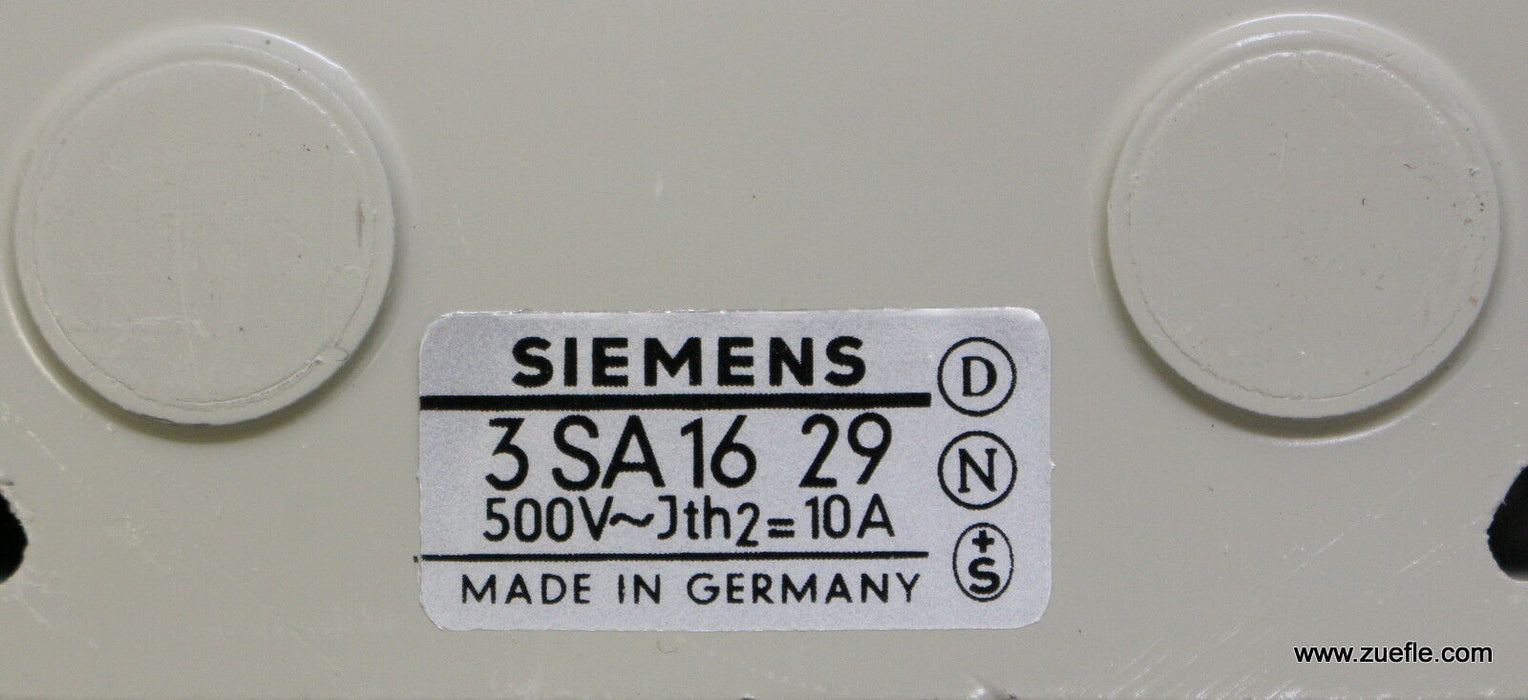 SIEMENS
3 SA 16 29
500V~Jth2=10A
MADE IN GERMANY
D
N
+S
www.zuefle.com